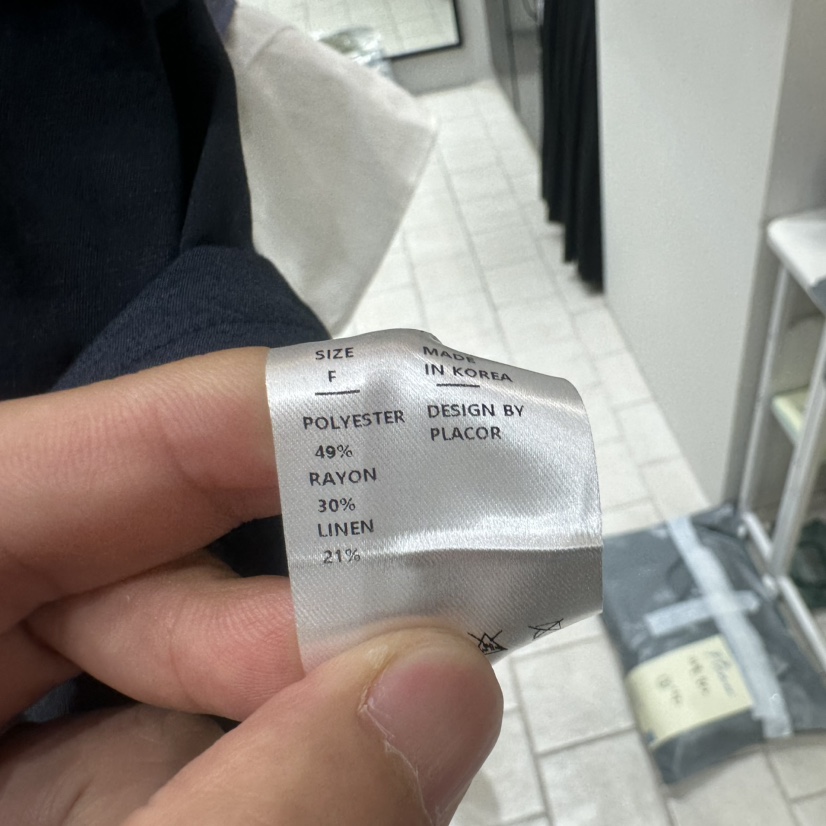 SIZE
F
POLYESTER
49%
RAYON
30%
LINEN
21%
MADE
IN KOREA
DESIGN BY
PLACOR